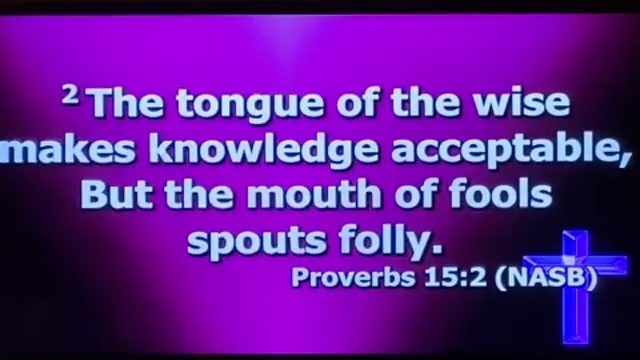 2 The tongue of the wise
makes knowledge acceptable,
But the mouth of fools
spouts folly.
Proverbs 15:2 (NASB)